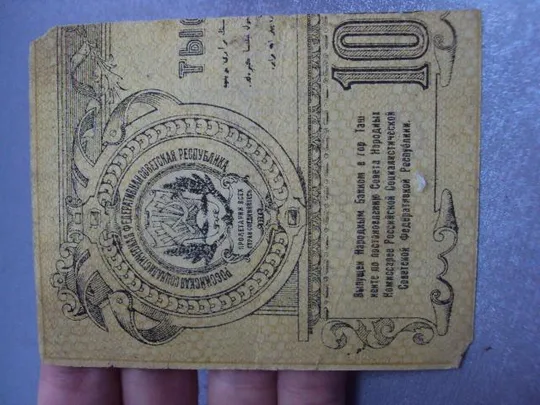 ТЫС
10
РОССИЙСКАЯ СОЦИАЛИСТИЧЕСКАЯ ФЕДЕРАТИВНАЯ СОВЕТСКАЯ РЕСПУБЛИКА
ПРОЛЕТАРИИ ВСЕХ
СТРАН СОЕДИНЯЙТЕСЬ
Выпущен Народным Банком в гор Таш
кенте по постановлению Совета Народных
Комиссаров Российской Социалистической
Советской Федеративной Республики.